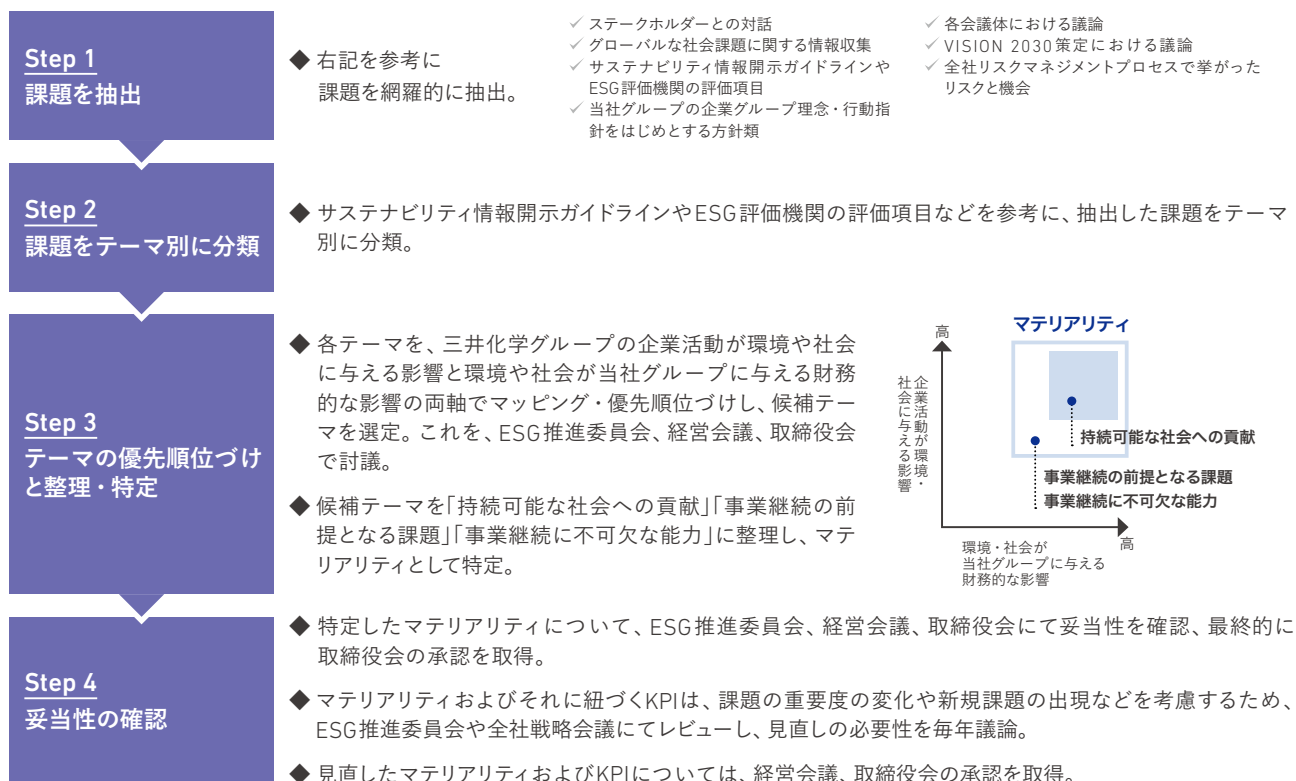 Step 1
課題を抽出
◆ 右記を参考に
課題を網羅的に抽出。
✓ ステークホルダーとの対話
✓ グローバルな社会課題に関する情報収集
✓ サステナビリティ情報開示ガイドラインや
ESG評価機関の評価項目
✓ 当社グループの企業グループ理念・行動指
針をはじめとする方針類
✓ 各会議体における議論
✓ VISION 2030策定における議論
✓ 全社リスクマネジメントプロセスで挙がった
リスクと機会
Step 2
課題をテーマ別に分類
◆ サステナビリティ情報開示ガイドラインやESG評価機関の評価項目などを参考に、抽出した課題をテーマ
別に分類。
Step 3
テーマの優先順位づけ
と整理・特定
◆ 各テーマを、三井化学グループの企業活動が環境や社会
に与える影響と環境や社会が当社グループに与える財務
的な影響の両軸でマッピング・優先順位づけし、候補テー
マを選定。これを、ESG推進委員会、経営会議、取締役会
で討議。
◆ 候補テーマを「持続可能な社会への貢献」「事業継続の前
提となる課題」「事業継続に不可欠な能力」に整理し、マテ
リアリティとして特定。
高
マテリアリティ
企業活動が環境・
社会に与える影響
持続可能な社会への貢献
事業継続の前提となる課題
事業継続に不可欠な能力
高
環境・社会が
当社グループに与える
財務的な影響
Step 4
妥当性の確認
◆ 特定したマテリアリティについて、ESG推進委員会、経営会議、取締役会にて妥当性を確認、最終的に
取締役会の承認を取得。
◆ マテリアリティおよびそれに紐づくKPIは、課題の重要度の変化や新規課題の出現などを考慮するため、
ESG推進委員会や全社戦略会議にてレビューし、見直しの必要性を毎年議論。
◆ 見直したマテリアリティおよびKPIについては、経営会議、取締役会の承認を取得。